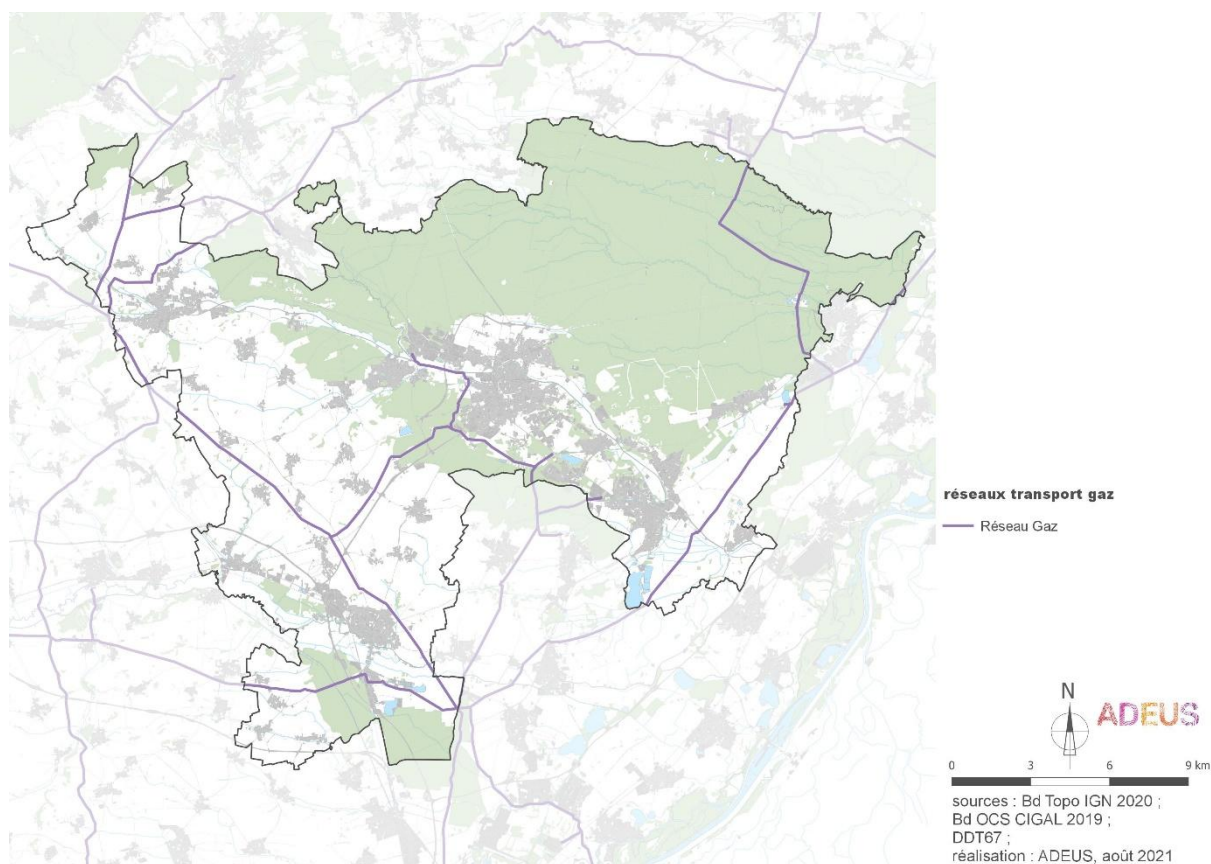 réseaux transport gaz
Réseau Gaz
N
ADEUS
0 3 6 9 km
sources : Bd Topo IGN 2020 ;
Bd OCS CIGAL 2019 ;
DDT67 ;
réalisation : ADEUS, août 2021